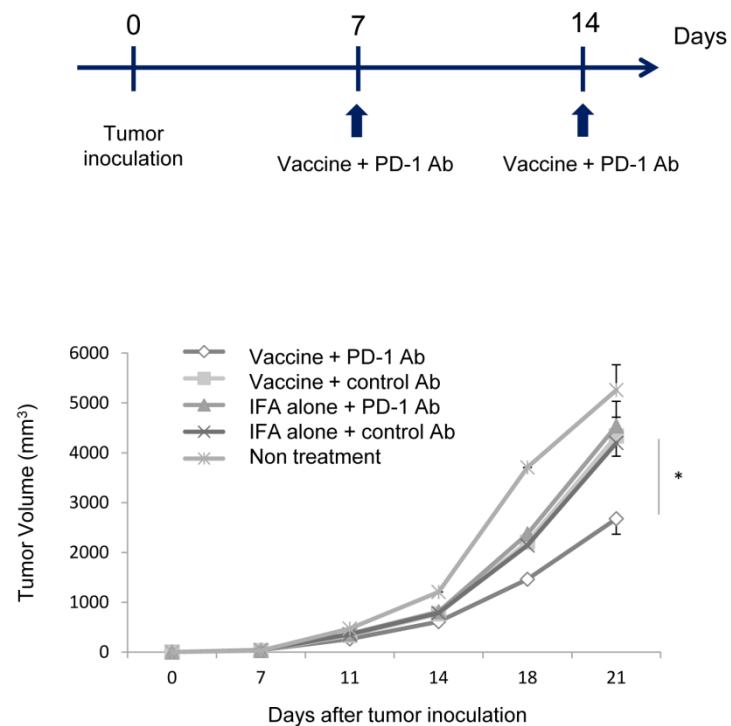 0 7 14 Days
Tumor
inoculation
Vaccine + PD-1 Ab Vaccine + PD-1 Ab
6000
5000
4000
3000
2000
1000
0
Tumor Volume (mm³)
Vaccine + PD-1 Ab
Vaccine + control Ab
IFA alone + PD-1 Ab
IFA alone + control Ab
Non treatment
*
0 7 11 14 18 21
Days after tumor inoculation